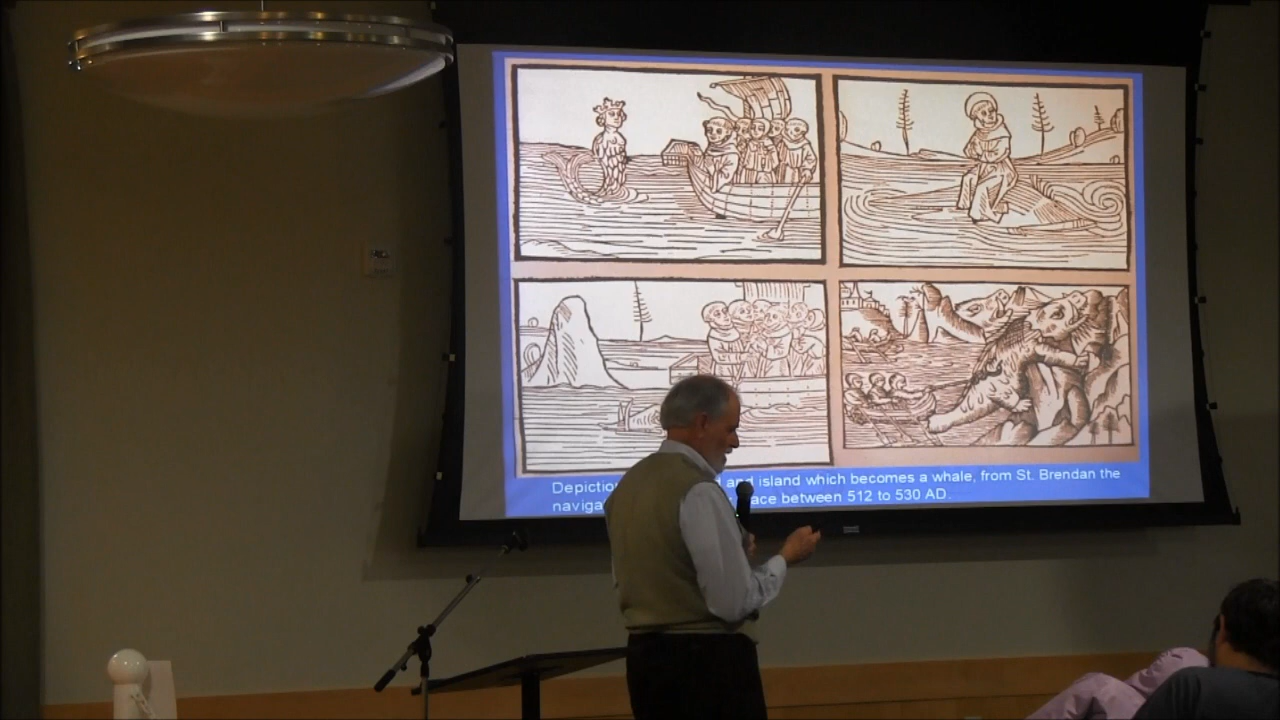 Depictio and island which becomes a whale, from St. Brendan the
naviga ace between 512 to 530 AD.